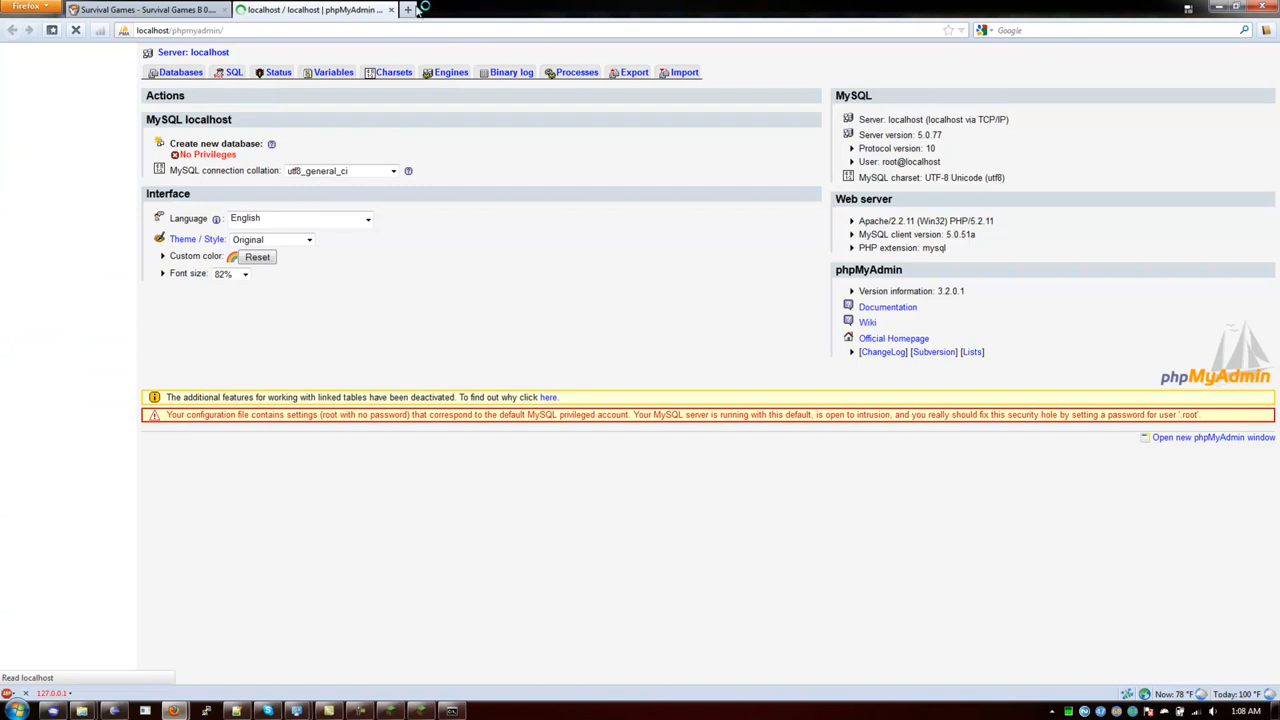 Firefox
Survival Games - Survival Games B 0....
localhost / localhost | phpMyAdmin ...
localhost/phpmyadmin/
Google
Server: localhost
Databases SQL Status Variables Charsets Engines Binary log Processes Export Import
Actions
MySQL localhost
Create new database:
No Privileges
MySQL connection collation: utf8_general_ci
Interface
Language : English
Theme / Style: Original
Custom color: Reset
Font size: 82%
MySQL
Server: localhost (localhost via TCP/IP)
Server version: 5.0.77
Protocol version: 10
User: root@localhost
MySQL charset: UTF-8 Unicode (utf8)
Web server
Apache/2.2.11 (Win32) PHP/5.2.11
MySQL client version: 5.0.51a
PHP extension: mysql
phpMyAdmin
Version information: 3.2.0.1
Documentation
Wiki
Official Homepage
[ChangeLog] [Subversion] [Lists]
phpMyAdmin
The additional features for working with linked tables have been deactivated. To find out why click here.
Your configuration file contains settings (root with no password) that correspond to the default MySQL privileged account. Your MySQL server is running with this default, is open to intrusion, and you really should fix this security hole by setting a password for user 'root'.
Open new phpMyAdmin window
Read localhost
127.0.0.1
Now: 78 °F
Today: 100 °F
1:08 AM